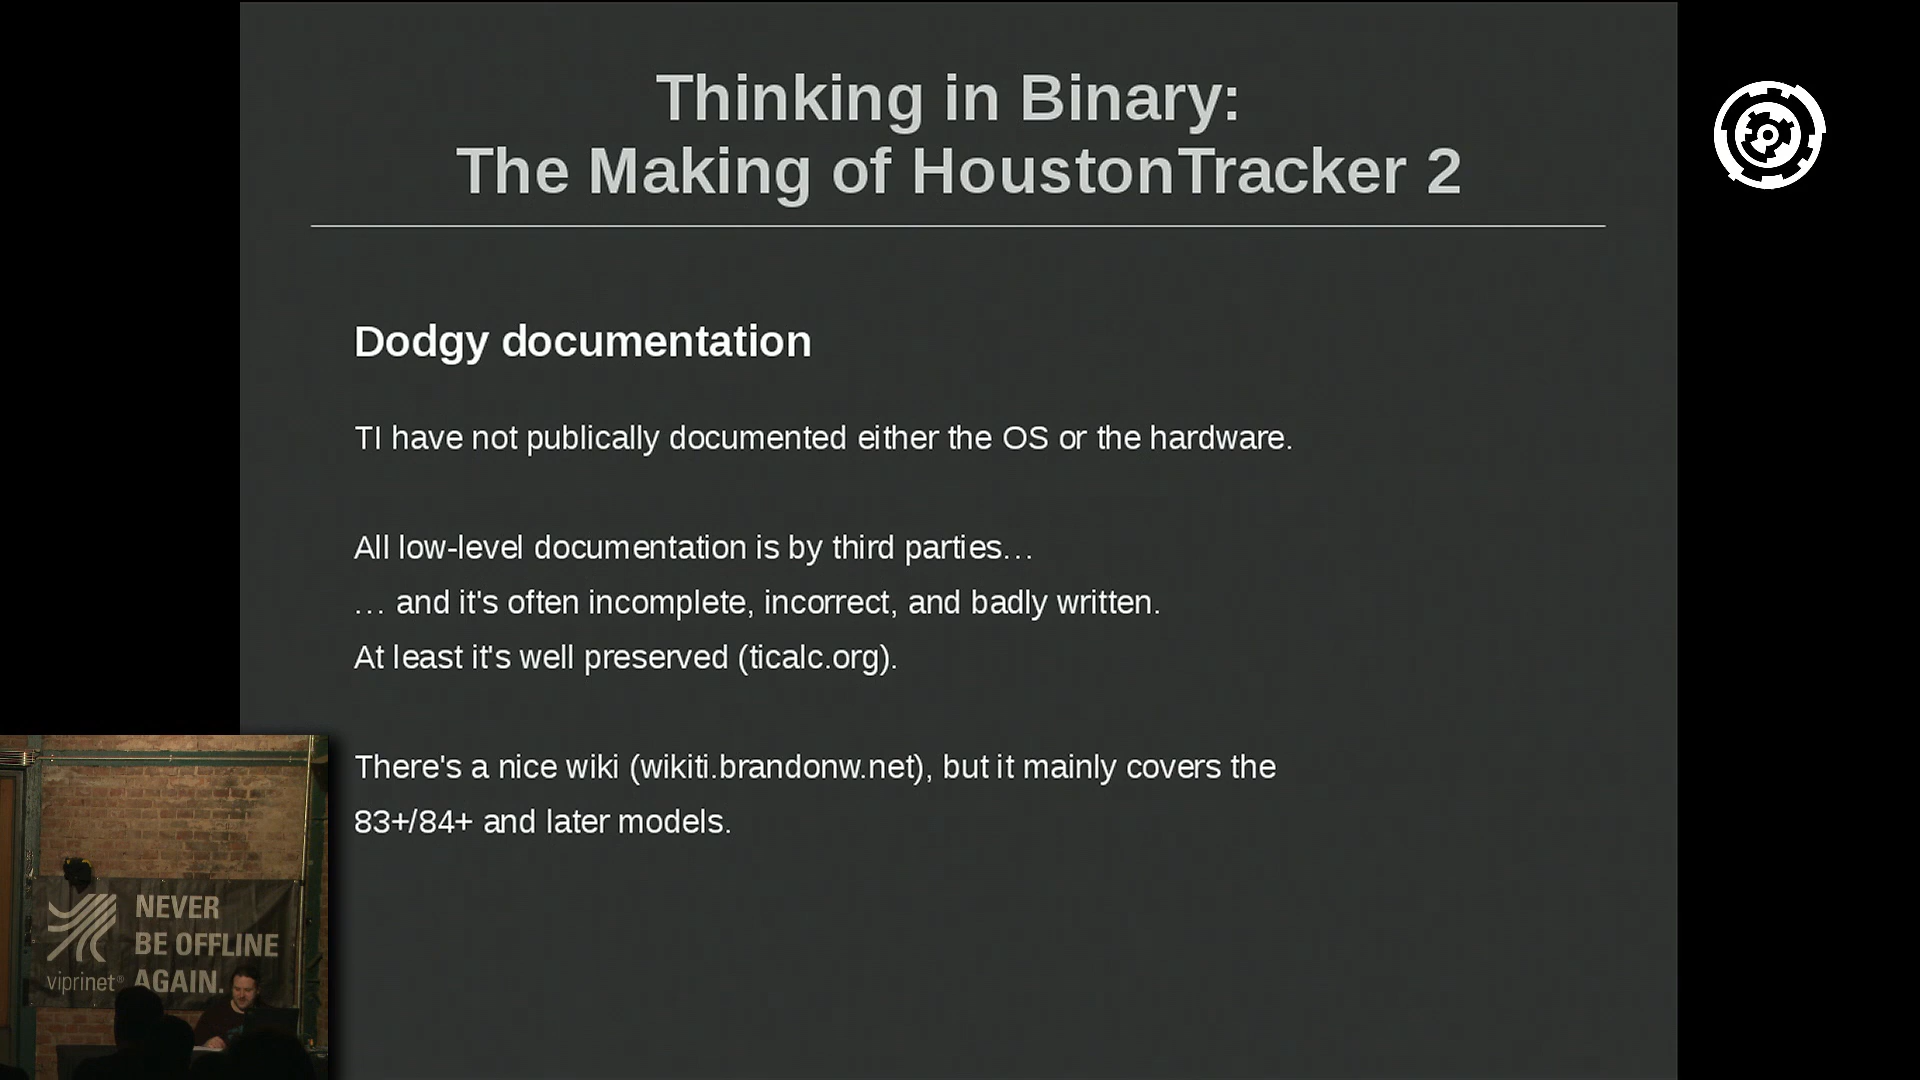 Thinking in Binary:
The Making of HoustonTracker 2
Dodgy documentation
TI have not publically documented either the OS or the hardware.
All low-level documentation is by third parties…
… and it's often incomplete, incorrect, and badly written.
At least it's well preserved (ticalc.org).
There's a nice wiki (wikiti.brandonw.net), but it mainly covers the
83+/84+ and later models.
NEVER
BE OFFLINE
AGAIN.
viprinet®